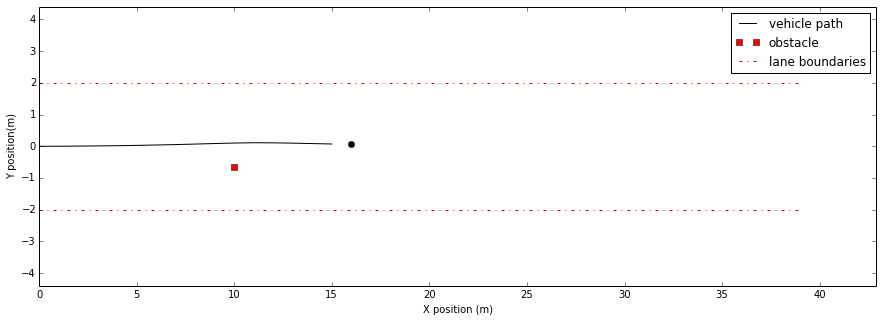 4
3
2
1
0
−1
−2
−3
−4
Y position(m)
vehicle path
obstacle
lane boundaries
0 5 10 15 20 25 30 35 40
X position (m)